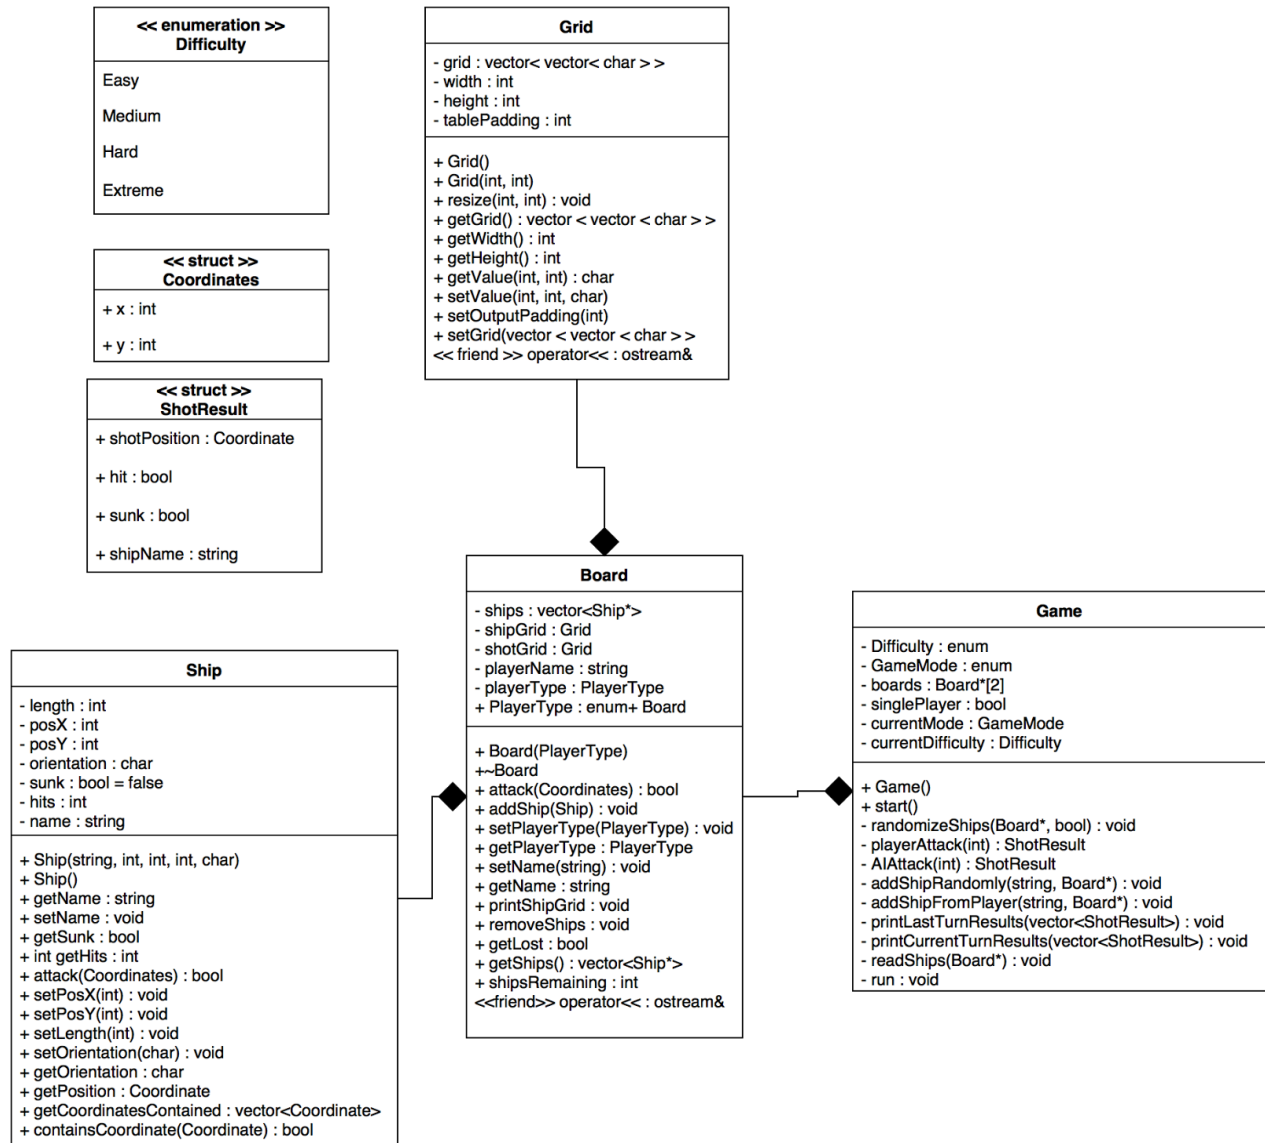 << enumeration >>
Difficulty
Easy
Medium
Hard
Extreme
<< struct >>
Coordinates
+ x : int
+ y : int
<< struct >>
ShotResult
+ shotPosition : Coordinate
+ hit : bool
+ sunk : bool
+ shipName : string
Grid
- grid : vector< vector< char > >
- width : int
- height : int
- tablePadding : int
+ Grid()
+ Grid(int, int)
+ resize(int, int) : void
+ getGrid() : vector < vector < char > >
+ getWidth() : int
+ getHeight() : int
+ getValue(int, int) : char
+ setValue(int, int, char)
+ setOutputPadding(int)
+ setGrid(vector < vector < char > >
<< friend >> operator<< : ostream&
Board
- ships : vector<Ship*>
- shipGrid : Grid
- shotGrid : Grid
- playerName : string
- playerType : PlayerType
+ PlayerType : enum+ Board
+ Board(PlayerType)
+~Board
+ attack(Coordinates) : bool
+ addShip(Ship) : void
+ setPlayerType(PlayerType) : void
+ getPlayerType : PlayerType
+ setName(string) : void
+ getName : string
+ printShipGrid : void
+ removeShips : void
+ getLost : bool
+ getShips() : vector<Ship*>
+ shipsRemaining : int
<<friend>> operator<< : ostream&
Game
- Difficulty : enum
- GameMode : enum
- boards : Board*[2]
- singlePlayer : bool
- currentMode : GameMode
- currentDifficulty : Difficulty
+ Game()
+ start()
- randomizeShips(Board*, bool) : void
- playerAttack(int) : ShotResult
- AIAttack(int) : ShotResult
- addShipRandomly(string, Board*) : void
- addShipFromPlayer(string, Board*) : void
- printLastTurnResults(vector<ShotResult>) : void
- printCurrentTurnResults(vector<ShotResult>) : void
- readShips(Board*) : void
- run : void
Ship
- length : int
- posX : int
- posY : int
- orientation : char
- sunk : bool = false
- hits : int
- name : string
+ Ship(string, int, int, int, char)
+ Ship()
+ getName : string
+ setName : void
+ getSunk : bool
+ int getHits : int
+ attack(Coordinates) : bool
+ setPosX(int) : void
+ setPosY(int) : void
+ setLength(int) : void
+ setOrientation(char) : void
+ getOrientation : char
+ getPosition : Coordinate
+ getCoordinatesContained : vector<Coordinate>
+ containsCoordinate(Coordinate) : bool